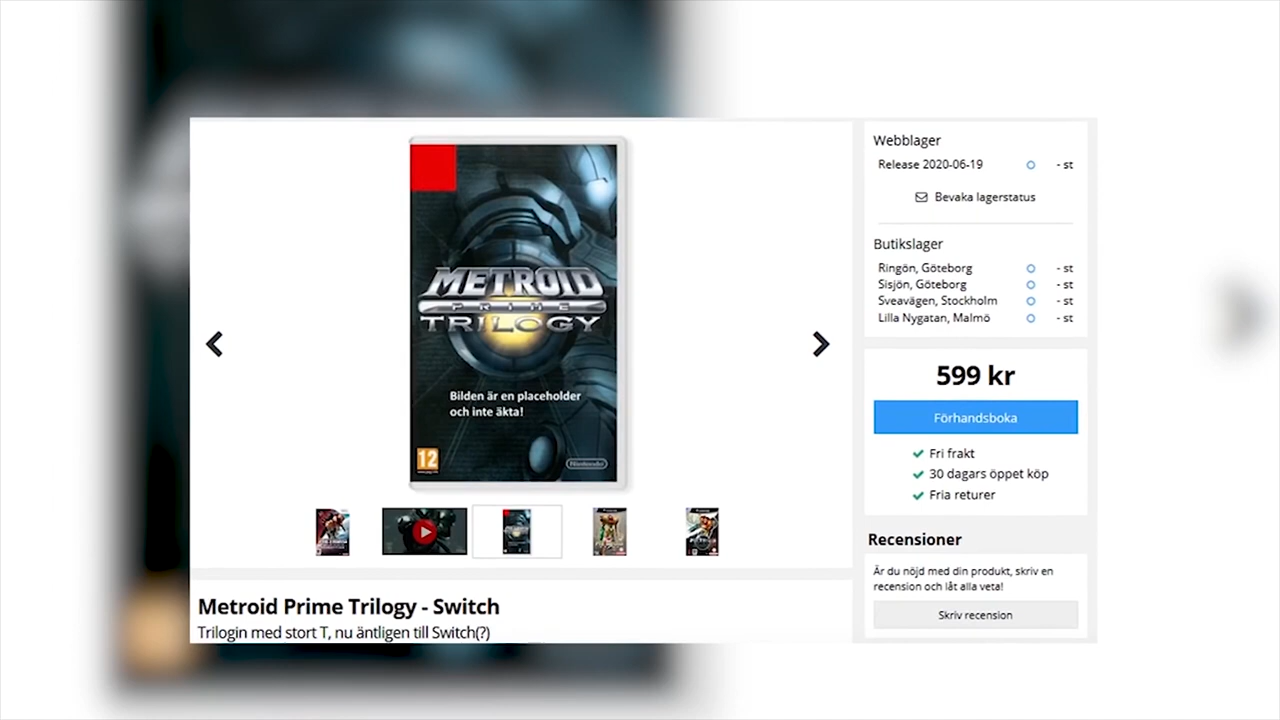 METROID
PRIME
TRILOGY
Bilden är en placeholder
och inte äkta!
12
Nintendo
Metroid Prime Trilogy - Switch
Trilogin med stort T, nu äntligen till Switch(?)
Webblager
Release 2020-06-19 - st
Bevaka lagerstatus
Butikslager
Ringön, Göteborg - st
Sisjön, Göteborg - st
Sveavägen, Stockholm - st
Lilla Nygatan, Malmö - st
599 kr
Förhandsboka
Fri frakt
30 dagars öppet köp
Fria returer
Recensioner
Är du nöjd med din produkt, skriv en
recension och låt alla veta!
Skriv recension